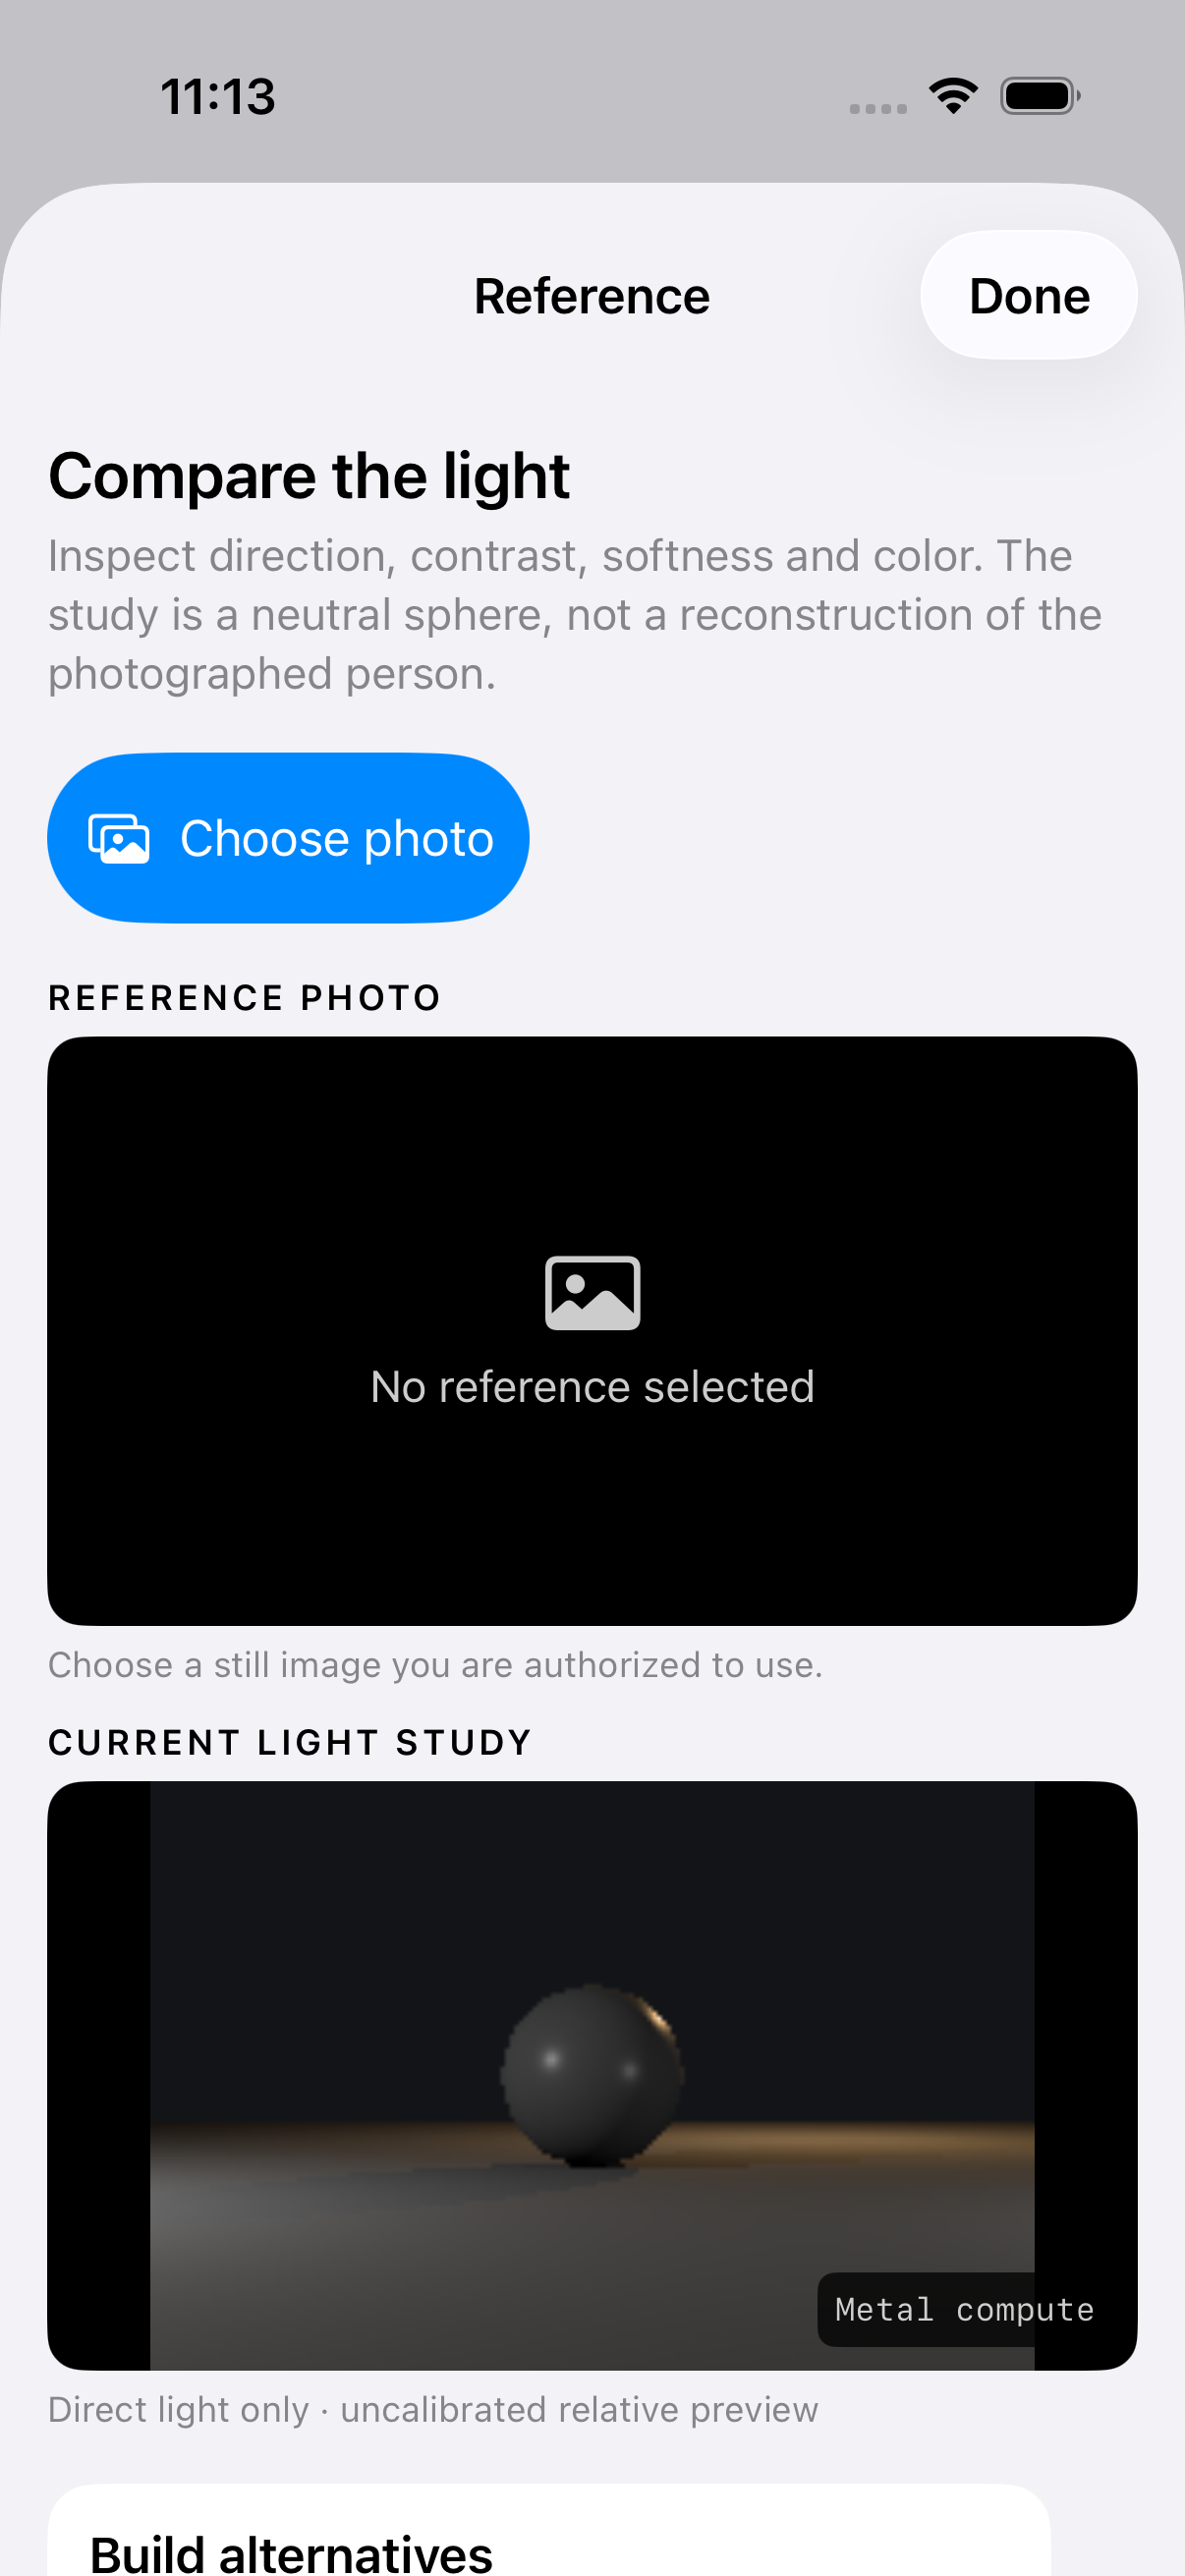 11:13
Reference
Done
Compare the light
Inspect direction, contrast, softness and color. The
study is a neutral sphere, not a reconstruction of the
photographed person.
Choose photo
REFERENCE PHOTO
No reference selected
Choose a still image you are authorized to use.
CURRENT LIGHT STUDY
Metal compute
Direct light only · uncalibrated relative preview
Build alternatives